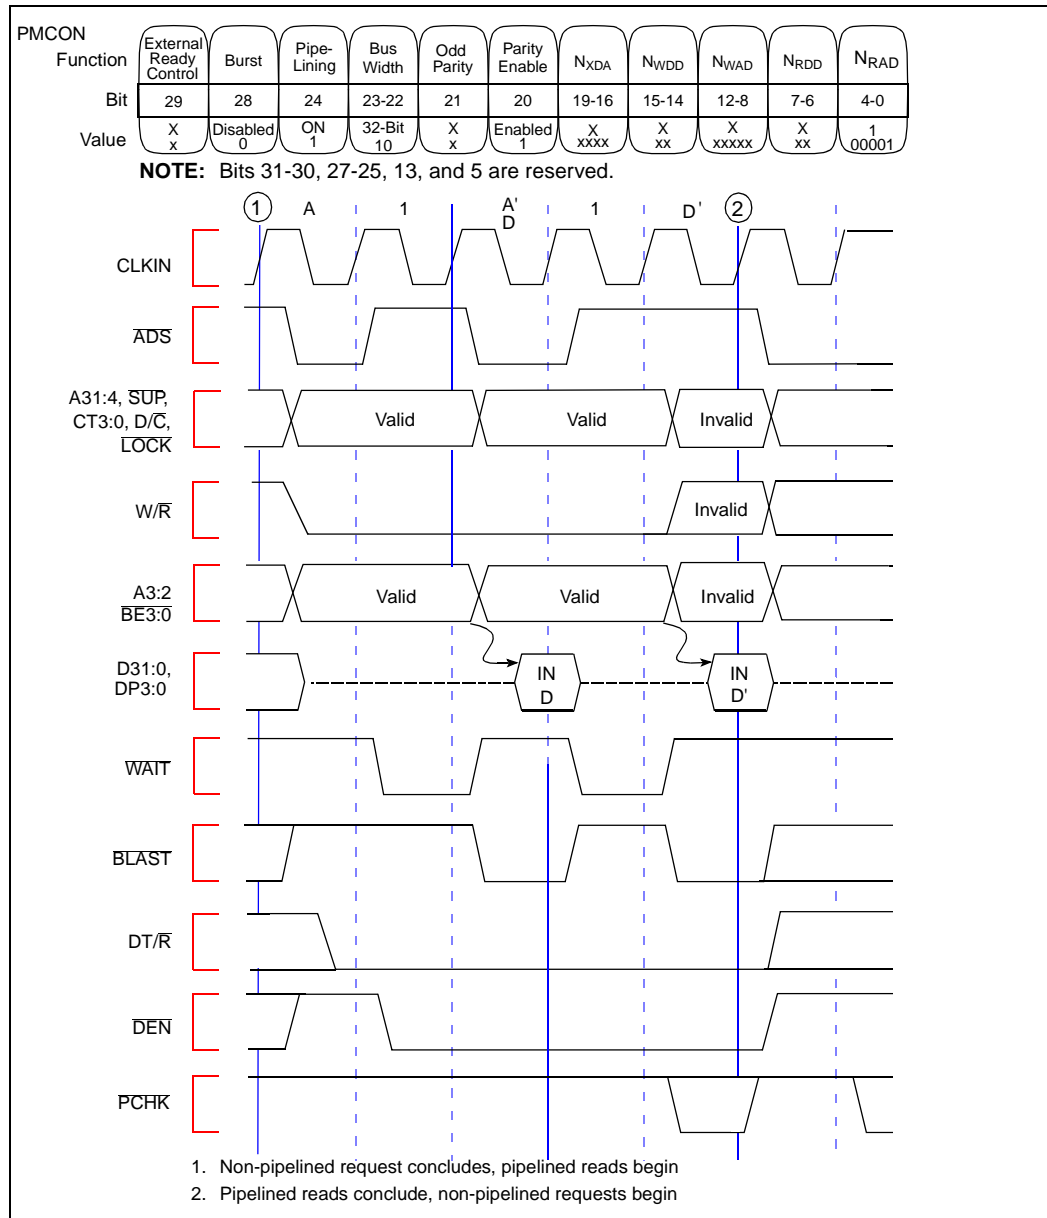 PMCON
Function External Ready Control Burst Pipe-Lining Bus Width Odd Parity Parity Enable NXDA NWDD NWAD NRDD NRAD
Bit 29 28 24 23-22 21 20 19-16 15-14 12-8 7-6 4-0
Value X x Disabled 0 ON 1 32-Bit 10 X x Enabled 1 X xxxx X xx X xxxxx X xx 1 00001
NOTE: Bits 31-30, 27-25, 13, and 5 are reserved.
1 A 1 A' D 1 D' 2
CLKIN
ADS
A31:4, SUP,
CT3:0, D/C,
LOCK
Valid Valid Invalid
W/R
Invalid
A3:2
BE3:0
Valid Valid Invalid
D31:0,
DP3:0
IN D IN D'
WAIT
BLAST
DT/R
DEN
PCHK
1. Non-pipelined request concludes, pipelined reads begin
2. Pipelined reads conclude, non-pipelined requests begin